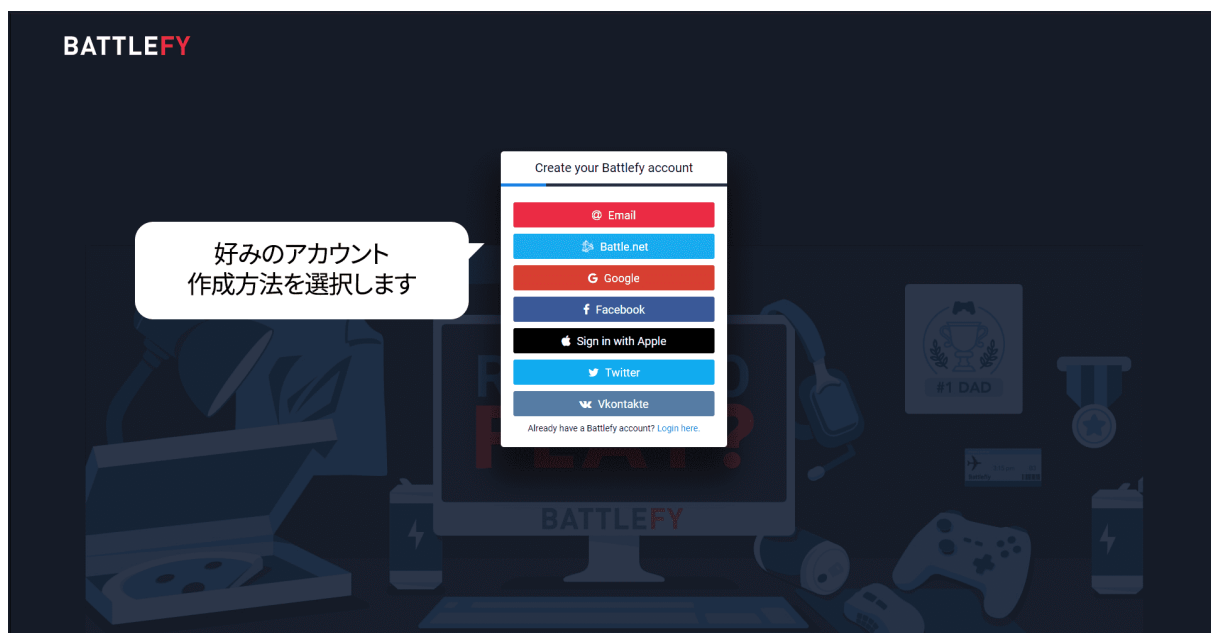 BATTLEFY
Create your Battlefy account
@ Email
Battle.net
G Google
f Facebook
Sign in with Apple
Twitter
Vkontakte
Already have a Battlefy account? Login here.
好みのアカウント
作成方法を選択します
#1 DAD
BATTLEFY